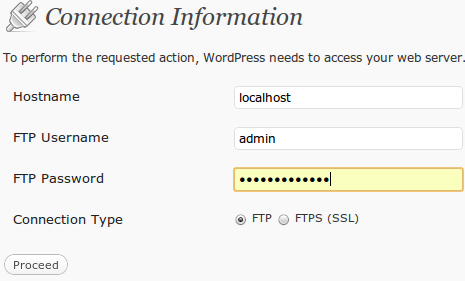 Connection Information
To perform the requested action, WordPress needs to access your web server.
Hostname localhost
FTP Username admin
FTP Password •••••••••••••
Connection Type FTP FTPS (SSL)
Proceed